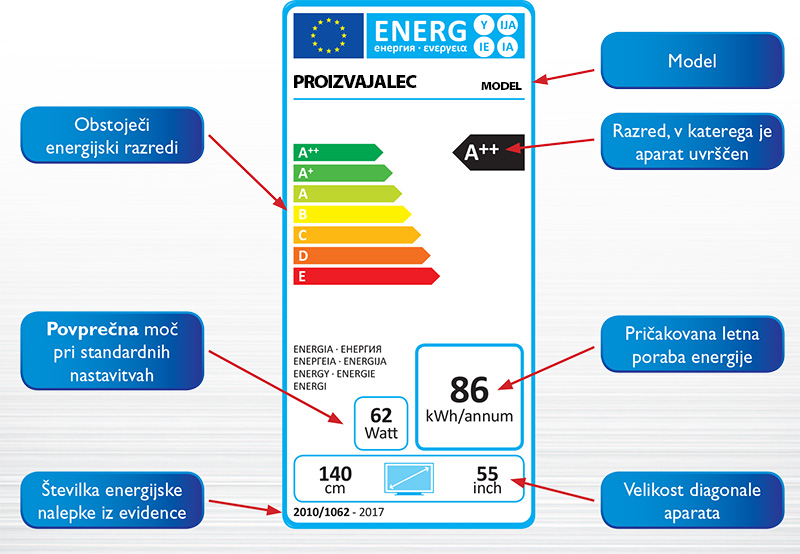 ENERG Y IJA
IE IA
енергия · ενεργεια
PROIZVAJALEC MODEL
Model
Obstoječi
energijski razredi
Razred, v katerega je
aparat uvrščen
A++
A++
A+
A
B
C
D
E
Povprečna moč
pri standardnih
nastavitvah
Pričakovana letna
poraba energije
ENERGIA · ЕНЕРГИЯ
ΕΝΕΡΓΕΙΑ · ENERGIJA
ENERGY · ENERGIE
ENERGI
86
kWh/annum
62
Watt
140
cm
55
inch
Številka energijske
nalepke iz evidence
Velikost diagonale
aparata
2010/1062 - 2017